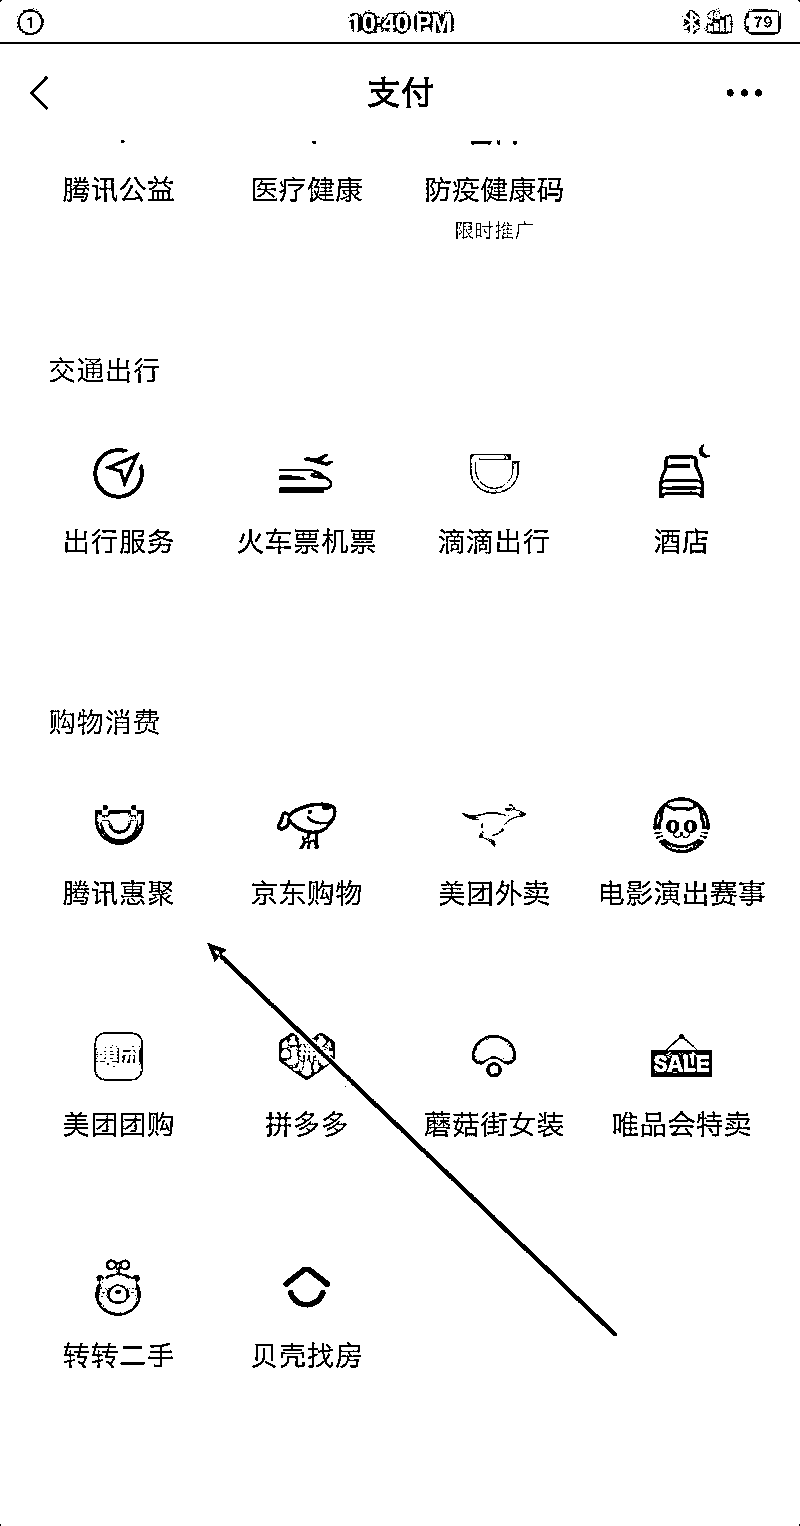 ① 10:40 PM 79
支付
腾讯公益 医疗健康 防疫健康码
限时推广
交通出行
出行服务 火车票机票 滴滴出行 酒店
购物消费
腾讯惠聚 京东购物 美团外卖 电影演出赛事
SALE
美团团购 拼多多 蘑菇街女装 唯品会特卖
转转二手 贝壳找房